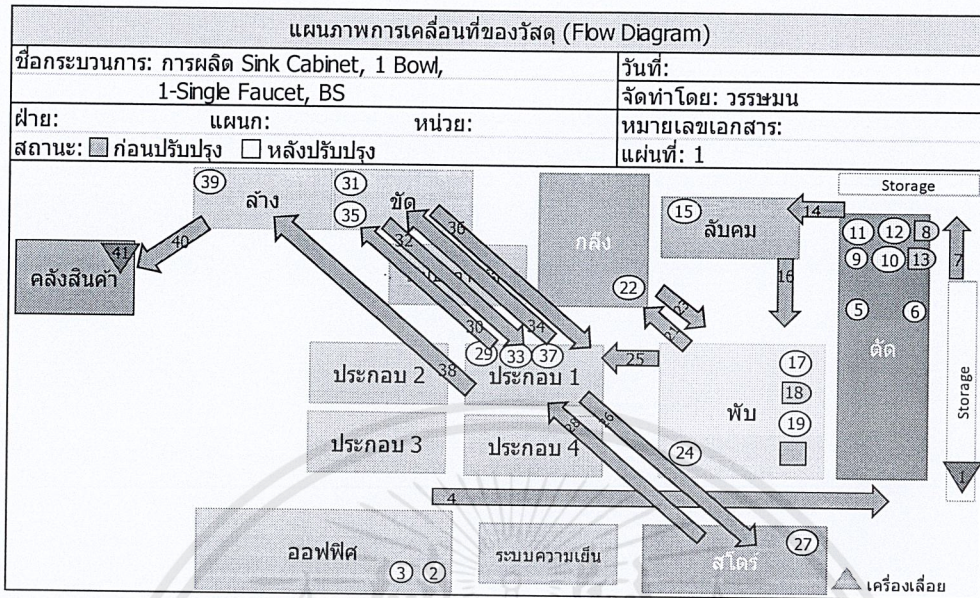 แผนภาพการเคลื่อนที่ของวัสดุ (Flow Diagram)
ชื่อกระบวนการ: การผลิต Sink Cabinet, 1 Bowl,
1-Single Faucet, BS
วันที่:
จัดทำโดย: วรรษมน
ฝ่าย: แผนก: หน่วย:
หมายเลขเอกสาร:
สถานะ: ก่อนปรับปรุง หลังปรับปรุง
แผ่นที่: 1
Storage
39 ล้าง
31 ขัด
35
กลึง
15 ลับคม
14
11 12 8
9 10 13
7
40
41
คลังสินค้า
32
36
16
22
23
21
5 6
ตัด
30
34
29 33 37
38
25
17
ประกอบ 2
ประกอบ 1
18
พับ
Storage
19
28
26
ประกอบ 3
ประกอบ 4
24
1
4
ออฟฟิศ
3 2
ระบบความเย็น
สโตร์
27
เครื่องเลื่อย